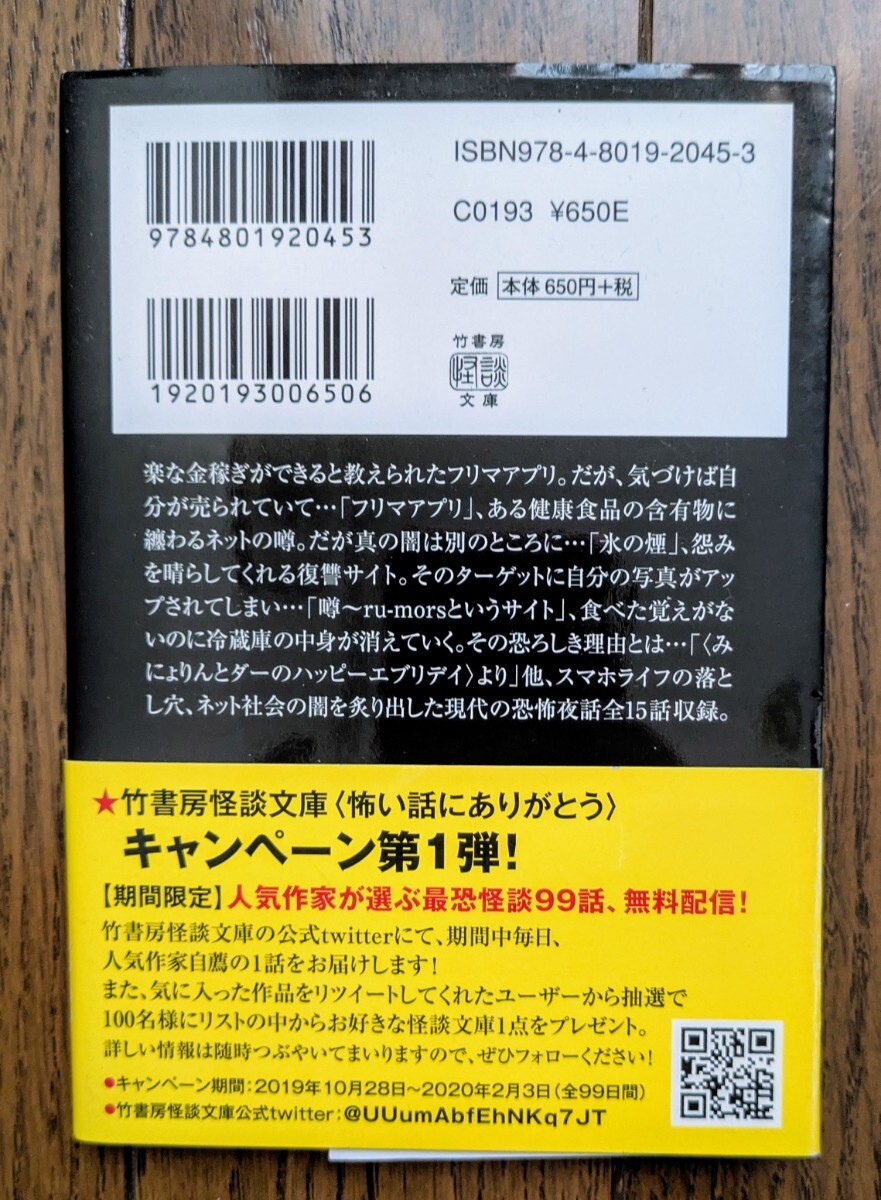 ISBN978-4-8019-2045-3
9784801920453
C0193 ¥650E
定価 本体 650円+税
1920193006506
竹書房
怪談
文庫
楽な金稼ぎができると教えられたフリマアプリ。だが、気づけば自
分が売られていて…「フリマアプリ」、ある健康食品の含有物に
纏わるネットの噂。だが真の闇は別のところに…「氷の煙」、怨み
を晴らしてくれる復讐サイト。そのターゲットに自分の写真がアッ
プされてしまい…「噂〜ru-morsというサイト」、食べた覚えがな
いのに冷蔵庫の中身が消えていく。その恐ろしき理由とは…「〈み
にょりんとダーのハッピーエブリデイ〉より」他、スマホライフの落と
し穴、ネット社会の闇を炙り出した現代の恐怖夜話全15話収録。
★竹書房怪談文庫〈怖い話にありがとう〉
キャンペーン第1弾!
【期間限定】人気作家が選ぶ最恐怪談99話、無料配信!
竹書房怪談文庫の公式twitterにて、期間中毎日、
人気作家自薦の1話をお届けします!
また、気に入った作品をリツイートしてくれたユーザーから抽選で
100名様にリストの中からお好きな怪談文庫1点をプレゼント。
詳しい情報は随時つぶやいてまいりますので、ぜひフォローください!
●キャンペーン期間:2019年10月28日〜2020年2月3日(全99日間)
●竹書房怪談文庫公式twitter:@UUumAbfEhNKq7JT